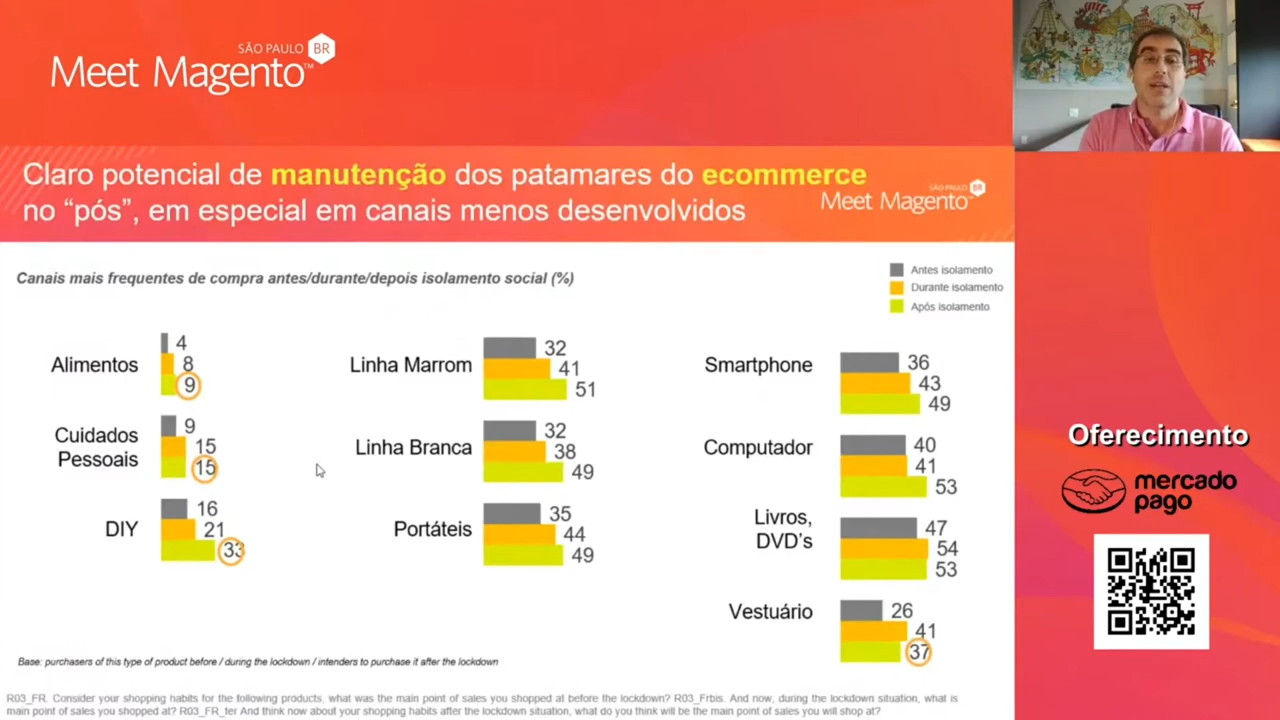 SÃO PAULO BR
Meet Magento™
Claro potencial de manutenção dos patamares do ecommerce
no “pós”, em especial em canais menos desenvolvidos
SÃO PAULO BR
Meet Magento™
Canais mais frequentes de compra antes/durante/depois isolamento social (%)
Antes isolamento
Durante isolamento
Após isolamento
Alimentos
4
8
9
Cuidados
Pessoais
9
15
15
DIY
16
21
33
Linha Marrom
32
41
51
Linha Branca
32
38
49
Portáteis
35
44
49
Smartphone
36
43
49
Computador
40
41
53
Livros,
DVD’s
47
54
53
Vestuário
26
41
37
Base: purchasers of this type of product before / during the lockdown / intenders to purchase it after the lockdown
R03_FR. Consider your shopping habits for the following products, what was the main point of sales you shopped at before the lockdown? R03_Frbis. And now, during the lockdown situation, what is
main point of sales you shopped at? R03_FR_ter And think now about your shopping habits after the lockdown situation, what do you think will be the main point of sales you will shop at?
Oferecimento
mercado
pago